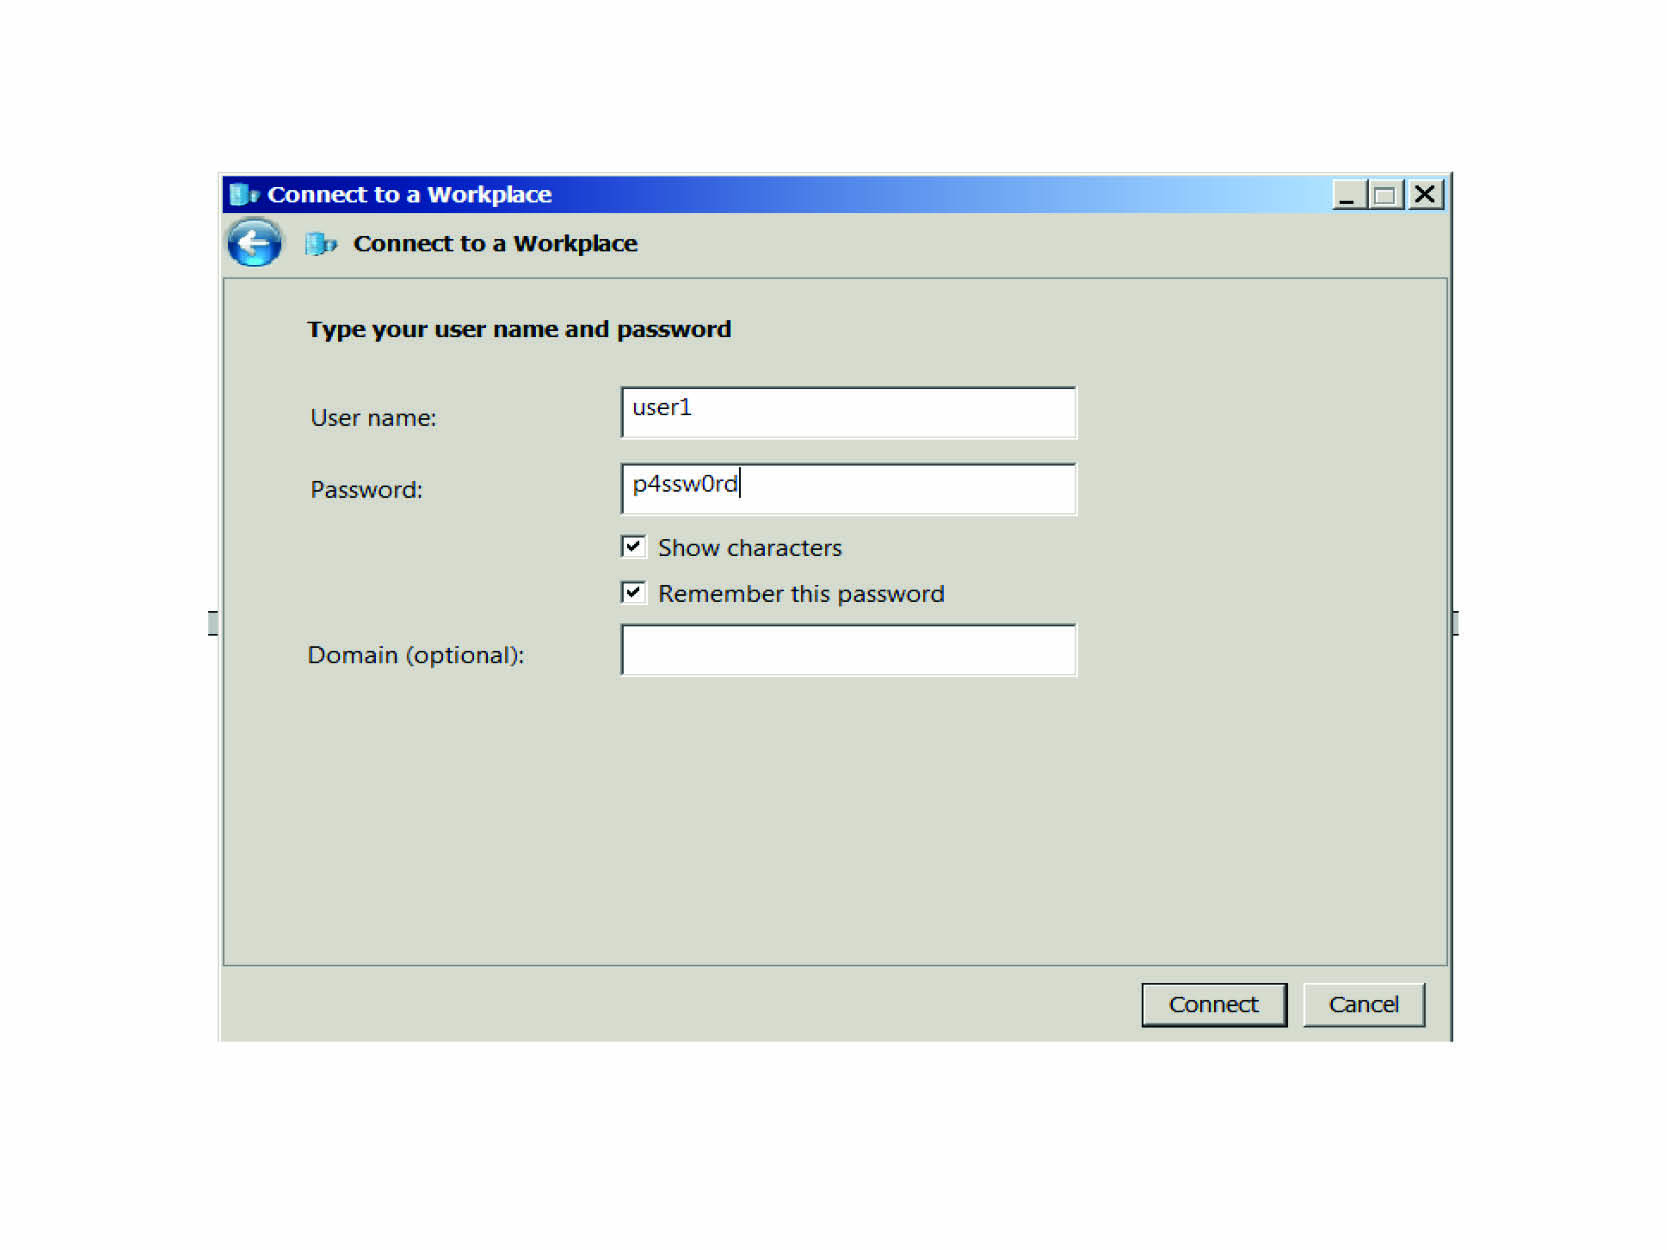 Connect to a Workplace
Connect to a Workplace
Type your user name and password
User name: user1
Password: p4ssw0rd
Show characters
Remember this password
Domain (optional):
Connect Cancel